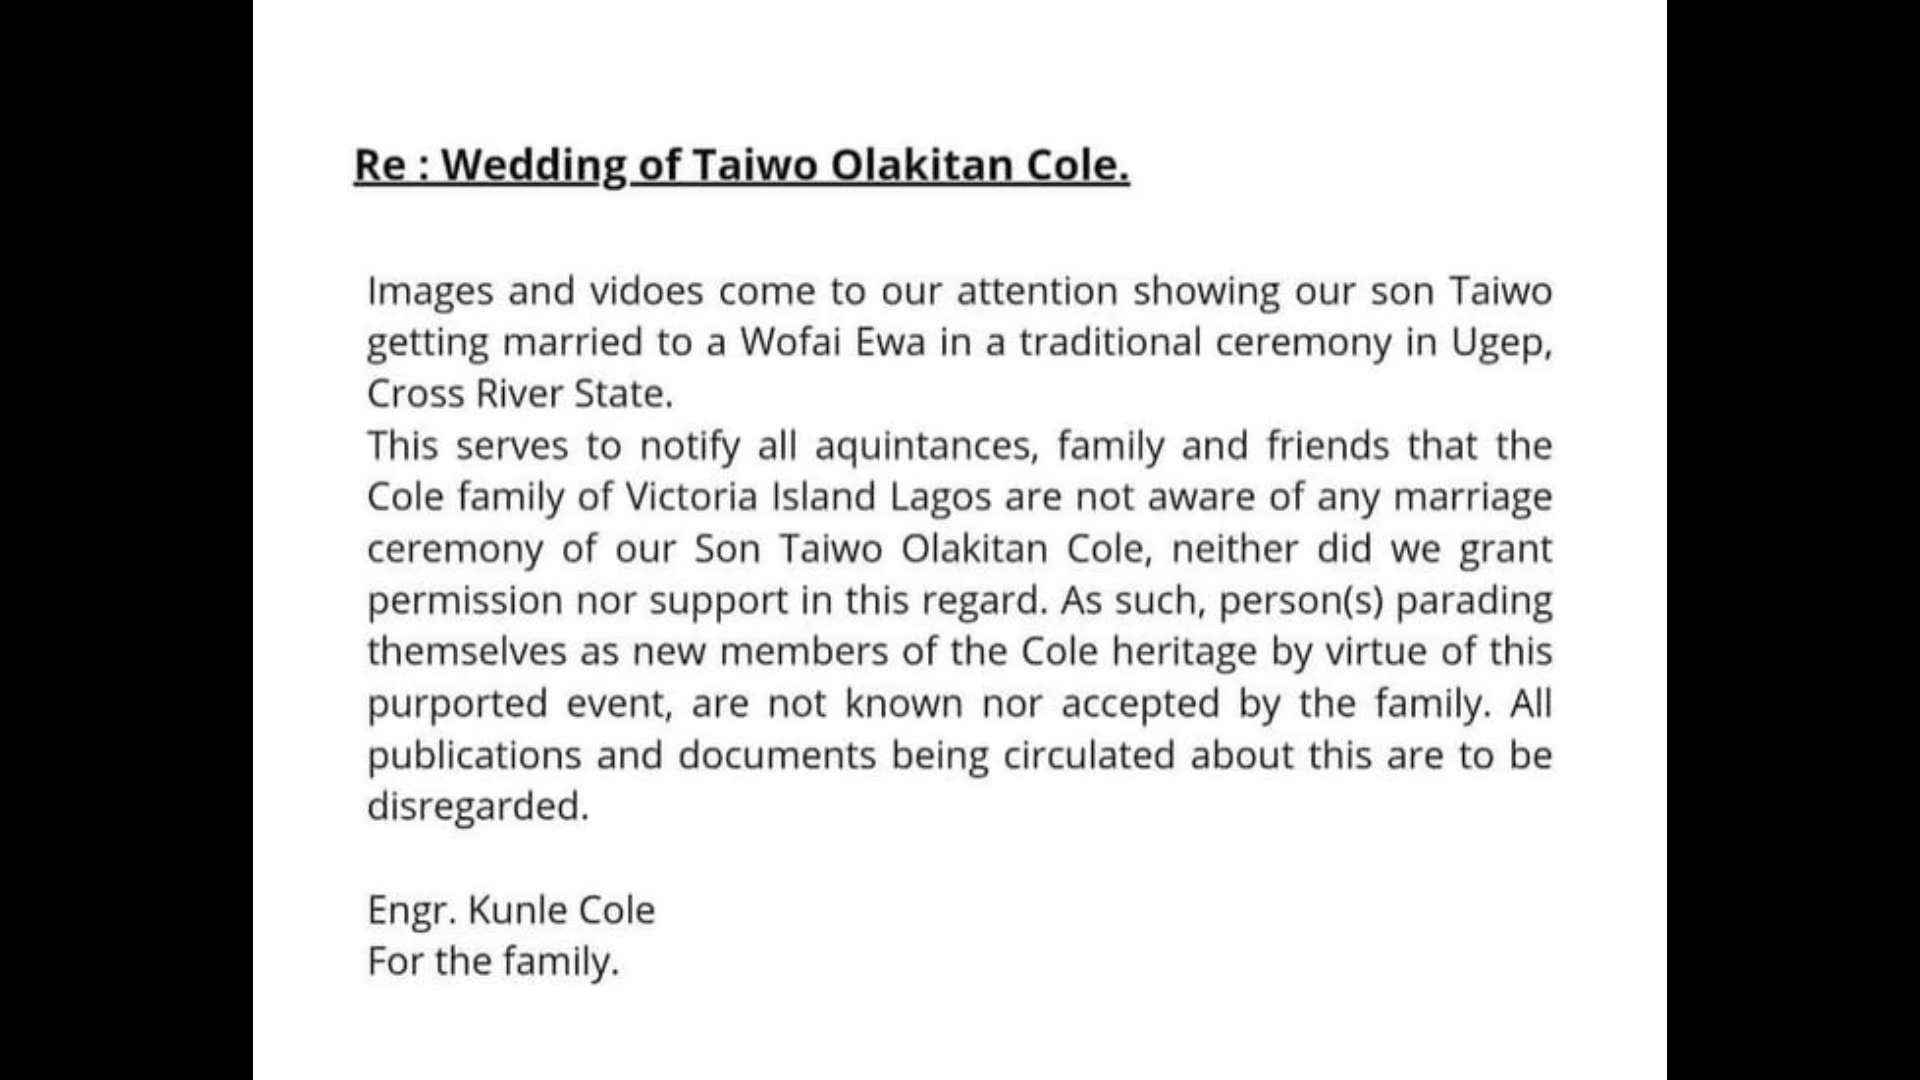 Re : Wedding of Taiwo Olakitan Cole.
Images and vidoes come to our attention showing our son Taiwo
getting married to a Wofai Ewa in a traditional ceremony in Ugep,
Cross River State.
This serves to notify all aquintances, family and friends that the
Cole family of Victoria Island Lagos are not aware of any marriage
ceremony of our Son Taiwo Olakitan Cole, neither did we grant
permission nor support in this regard. As such, person(s) parading
themselves as new members of the Cole heritage by virtue of this
purported event, are not known nor accepted by the family. All
publications and documents being circulated about this are to be
disregarded.
Engr. Kunle Cole
For the family.